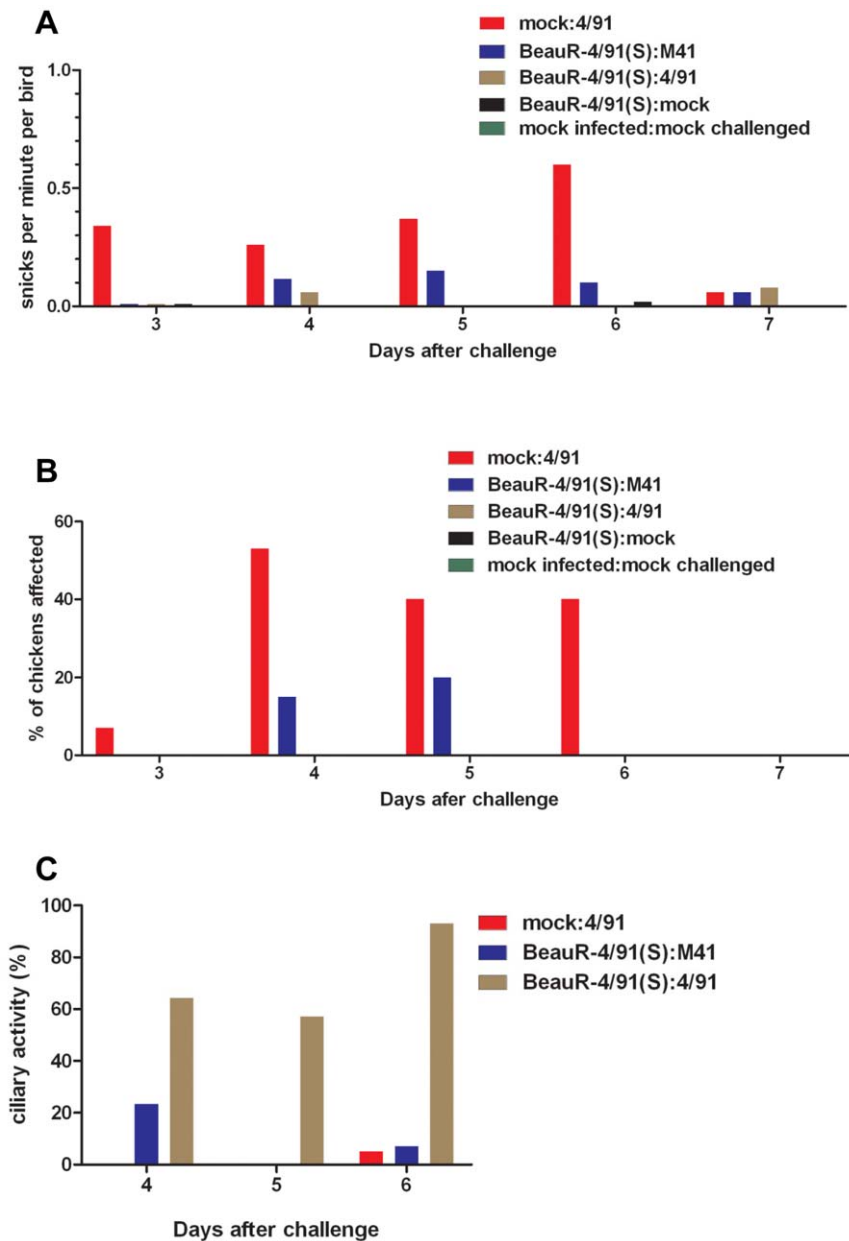 A
mock:4/91
BeauR-4/91(S):M41
BeauR-4/91(S):4/91
BeauR-4/91(S):mock
mock infected:mock challenged
snicks per minute per bird
1.0
0.5
0.0
3 4 5 6 7
Days after challenge
B
mock:4/91
BeauR-4/91(S):M41
BeauR-4/91(S):4/91
BeauR-4/91(S):mock
mock infected:mock challenged
% of chickens affected
60
40
20
0
3 4 5 6 7
Days afer challenge
C
mock:4/91
BeauR-4/91(S):M41
BeauR-4/91(S):4/91
ciliary activity (%)
100
80
60
40
20
0
4 5 6
Days after challenge